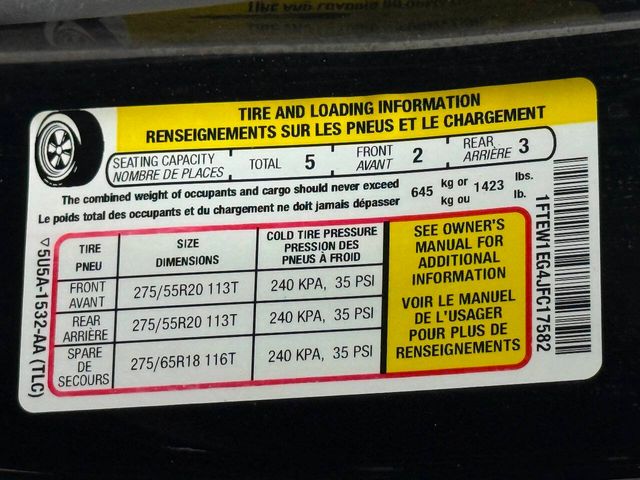 TIRE AND LOADING INFORMATION
RENSEIGNEMENTS SUR LES PNEUS ET LE CHARGEMENT
SEATING CAPACITY
NOMBRE DE PLACES
TOTAL 5
FRONT
AVANT
2
REAR
ARRIÈRE
3
The combined weight of occupants and cargo should never exceed 645 kg or 1423 lbs.
Le poids total des occupants et du chargement ne doit jamais dépasser kg ou lb.
TIRE
PNEU
SIZE
DIMENSIONS
COLD TIRE PRESSURE
PRESSION DES
PNEUS À FROID
FRONT
AVANT
275/55R20 113T
240 KPA, 35 PSI
REAR
ARRIÈRE
275/55R20 113T
240 KPA, 35 PSI
SPARE
DE
SECOURS
275/65R18 116T
240 KPA, 35 PSI
SEE OWNER'S
MANUAL FOR
ADDITIONAL
INFORMATION
VOIR LE MANUEL
DE L'USAGER
POUR PLUS DE
RENSEIGNEMENTS
5U5A-1532-AA (TLC)
1FTEW1EG4JFC17582